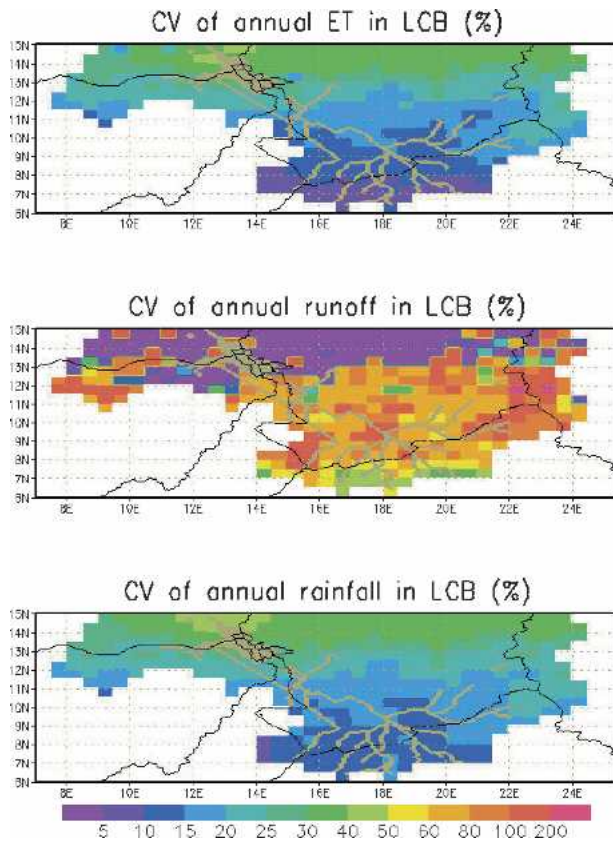 CV of annual ET in LCB (%)
15N
14N
13N
12N
11N
10N
9N
8N
7N
6N
8E 10E 12E 14E 16E 18E 20E 22E 24E
CV of annual runoff in LCB (%)
15N
14N
13N
12N
11N
10N
9N
8N
7N
6N
8E 10E 12E 14E 16E 18E 20E 22E 24E
CV of annual rainfall in LCB (%)
15N
14N
13N
12N
11N
10N
9N
8N
7N
6N
8E 10E 12E 14E 16E 18E 20E 22E 24E
5 10 15 20 25 30 40 50 60 80 100 200